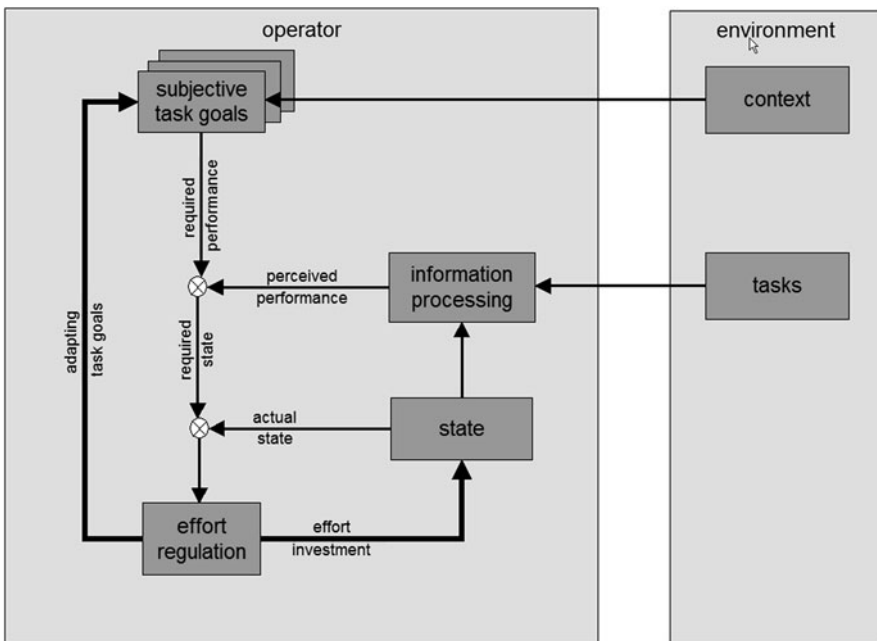 operator
environment
subjective
task goals
context
required
performance
perceived
performance
information
processing
tasks
adapting
task goals
required
state
actual
state
state
effort
regulation
effort
investment